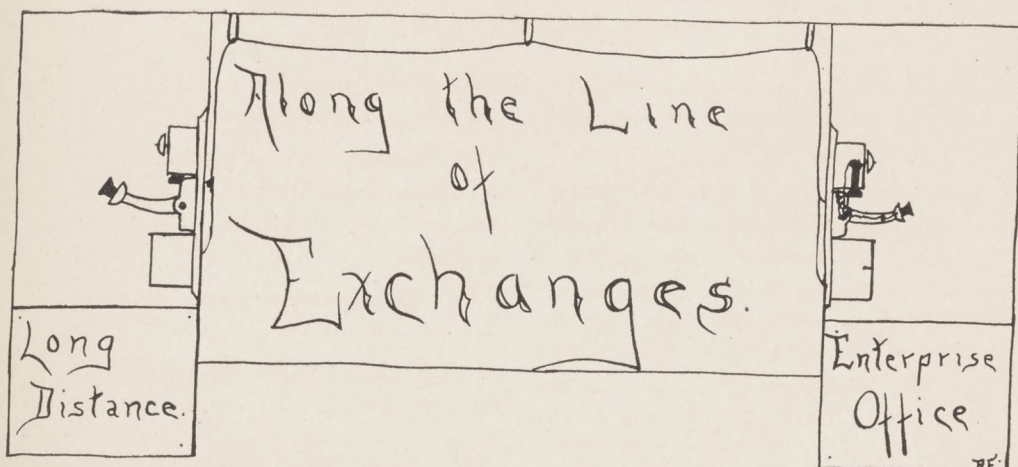 Along the Line
of
Exchanges.
Long
Distance.
Enterprise
Office